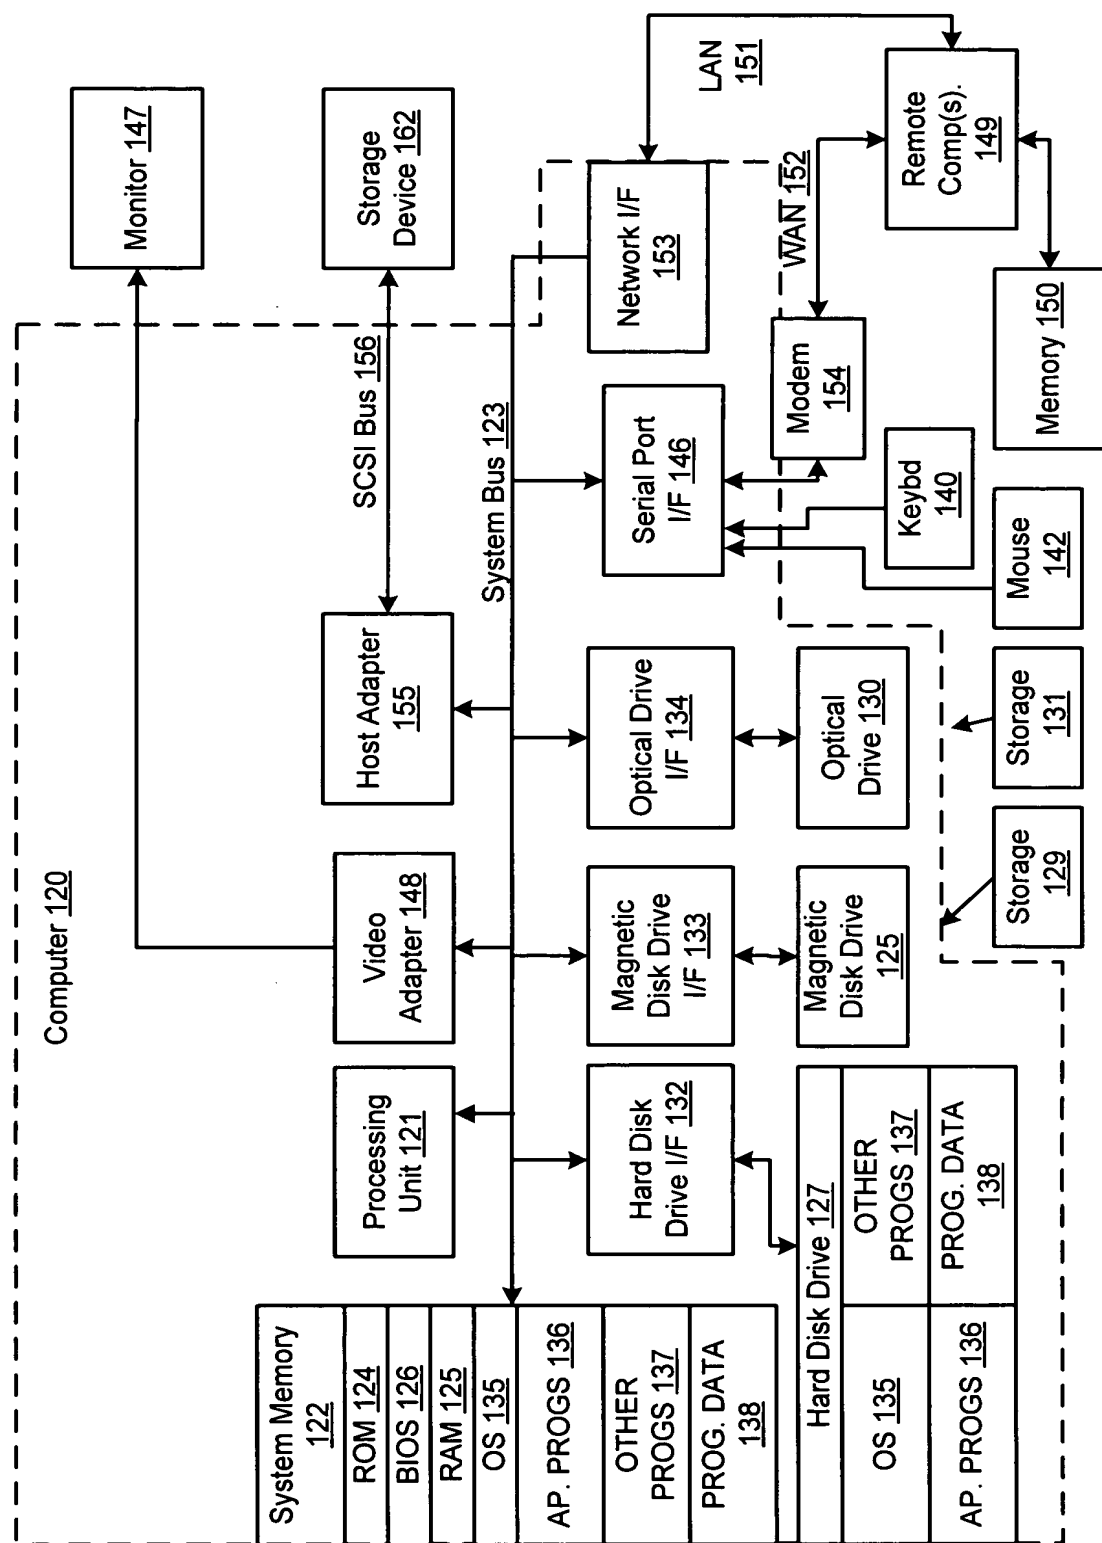 Computer 120
System Memory
122
ROM 124
BIOS 126
RAM 125
OS 135
AP. PROGS 136
OTHER
PROGS 137
PROG. DATA
138
Processing
Unit 121
Video
Adapter 148
Host Adapter
155
SCSI Bus 156
System Bus 123
Monitor 147
Storage
Device 162
Hard Disk
Drive I/F 132
Magnetic
Disk Drive
I/F 133
Optical Drive
I/F 134
Serial Port
I/F 146
Network I/F
153
LAN
151
Hard Disk Drive 127
OS 135
OTHER
PROGS 137
AP. PROGS 136
PROG. DATA
138
Magnetic
Disk Drive
125
Optical
Drive 130
Modem
154
WAN 152
Remote
Comp(s).
149
Storage
129
Storage
131
Mouse
142
Keybd
140
Memory 150